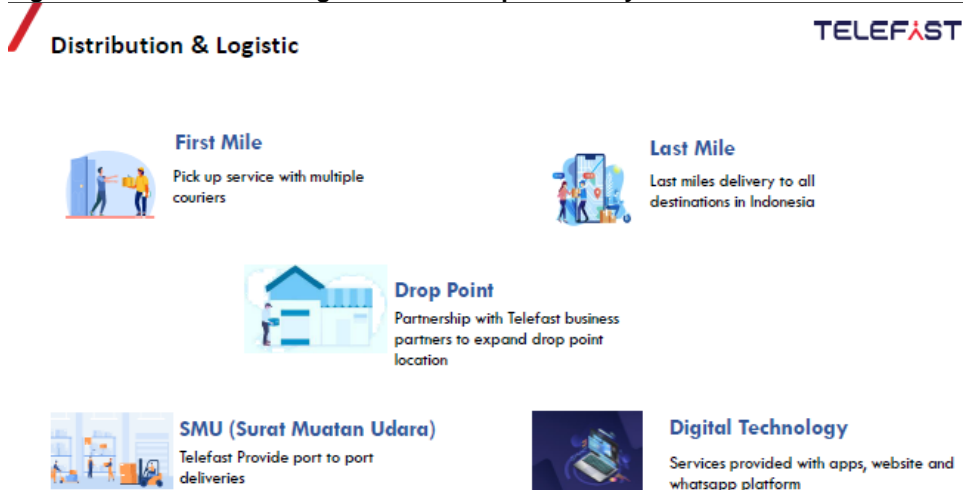 Distribution & Logistic
TELEFAST
First Mile
Pick up service with multiple
couriers
Last Mile
Last miles delivery to all
destinations in Indonesia
Drop Point
Partnership with Telefast business
partners to expand drop point
location
SMU (Surat Muatan Udara)
Telefast Provide port to port
deliveries
Digital Technology
Services provided with apps, website and
whatsapp platform